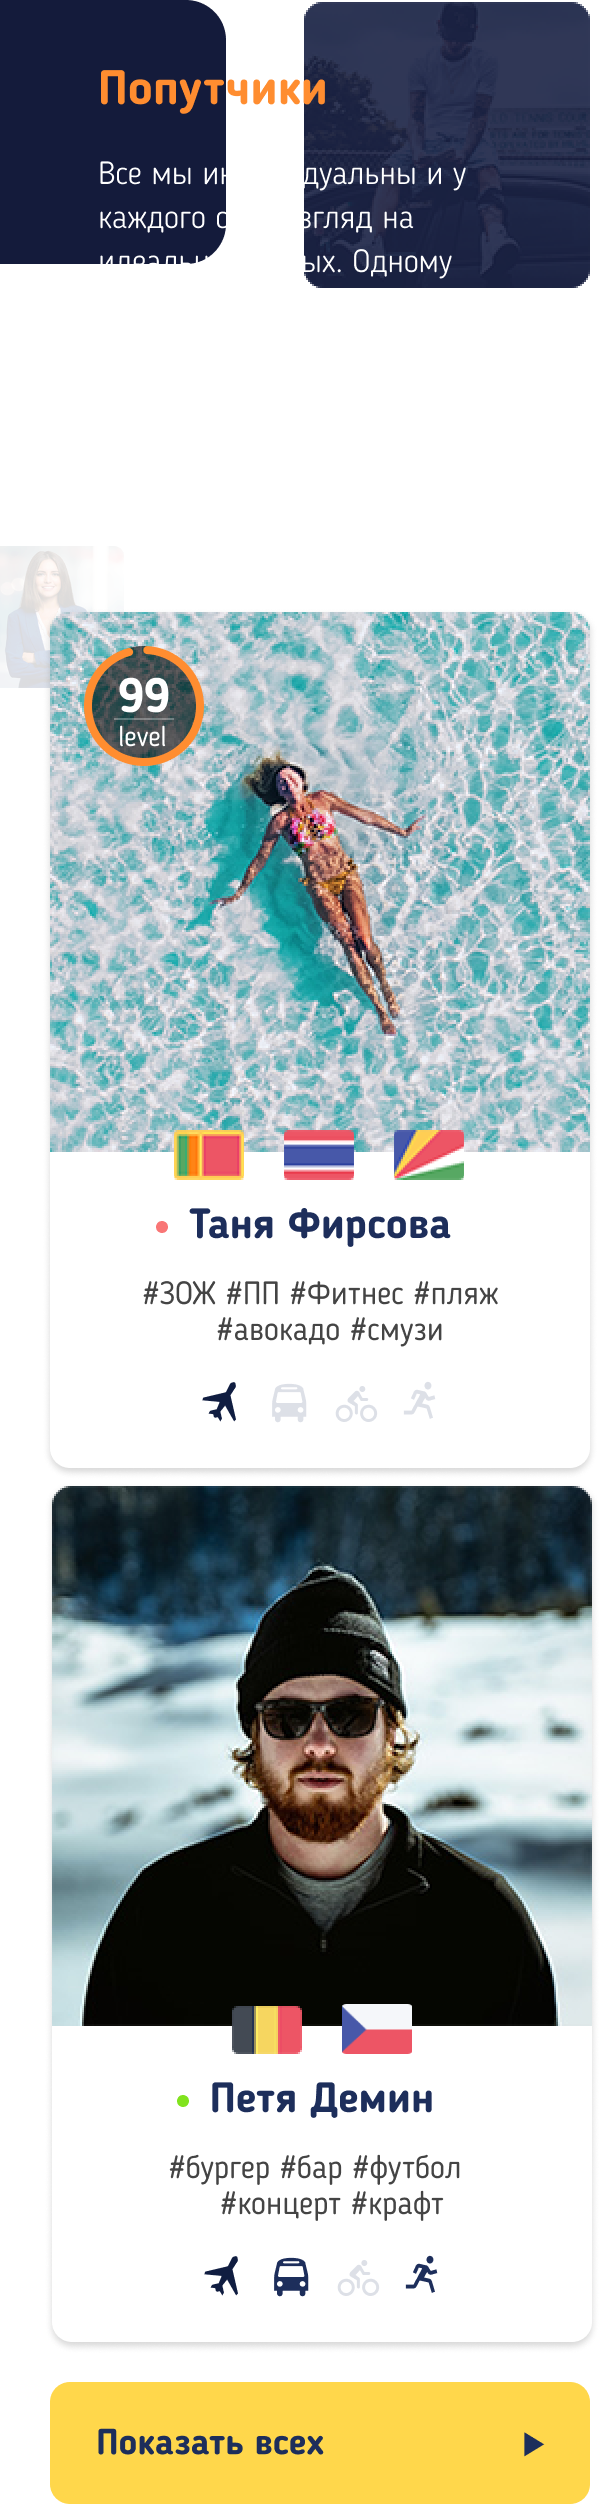 Попутчики
Все мы ин дуальны и у
каждого с згляд на
ых. Одному
99
level
Таня Фирсова
#ЗОЖ #ПП #Фитнес #пляж
#авокадо #смузи
Петя Демин
#бургер #бар #футбол
#концерт #крафт
Показать всех